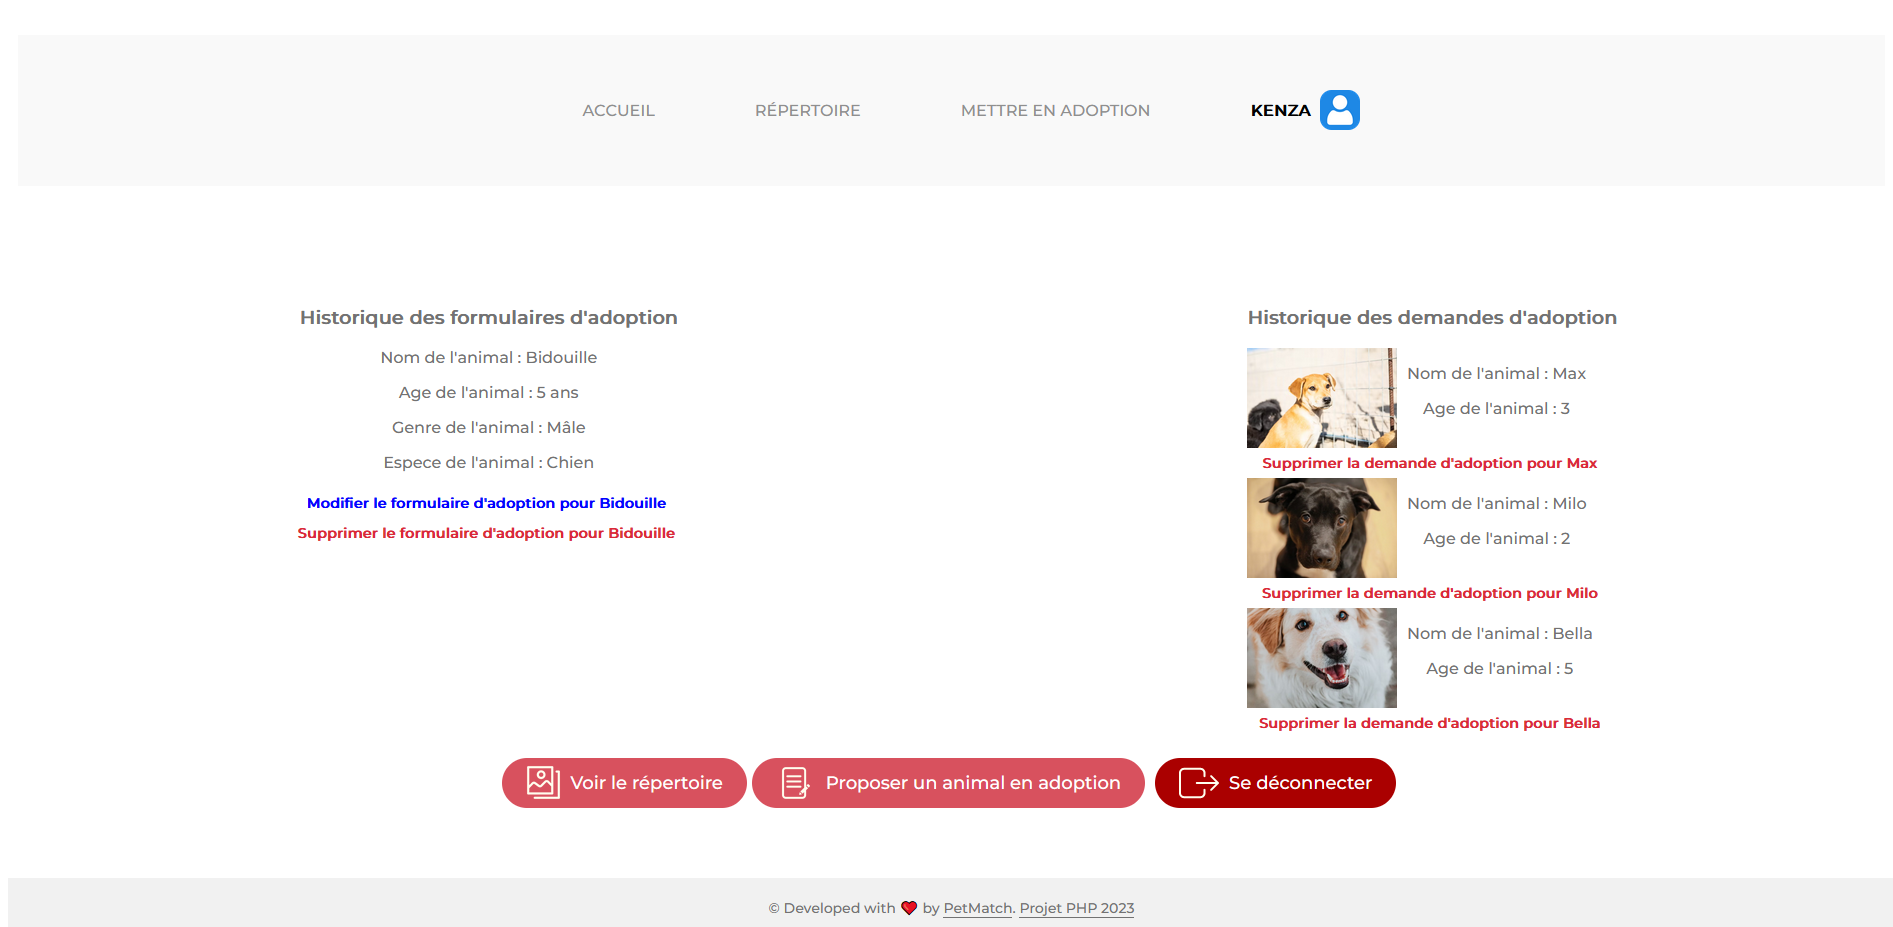 ACCUEIL RÉPERTOIRE METTRE EN ADOPTION KENZA
Historique des formulaires d'adoption
Nom de l'animal : Bidouille
Age de l'animal : 5 ans
Genre de l'animal : Mâle
Espece de l'animal : Chien
Modifier le formulaire d'adoption pour Bidouille
Supprimer le formulaire d'adoption pour Bidouille
Historique des demandes d'adoption
Nom de l'animal : Max
Age de l'animal : 3
Supprimer la demande d'adoption pour Max
Nom de l'animal : Milo
Age de l'animal : 2
Supprimer la demande d'adoption pour Milo
Nom de l'animal : Bella
Age de l'animal : 5
Supprimer la demande d'adoption pour Bella
Voir le répertoire Proposer un animal en adoption Se déconnecter
© Developed with ❤ by PetMatch. Projet PHP 2023